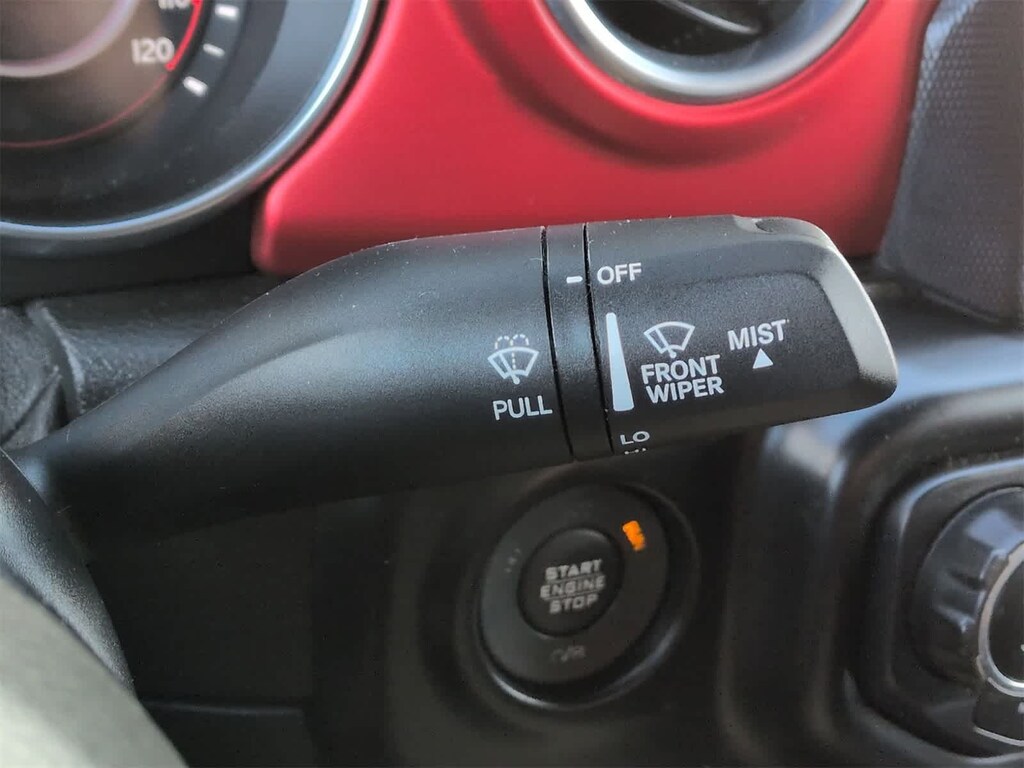 120
OFF
MIST
FRONT
WIPER
PULL
LO
START
ENGINE
STOP